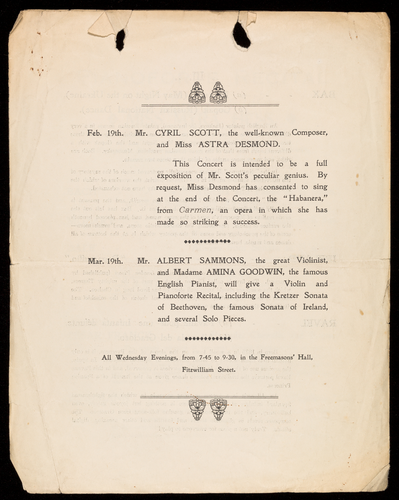 Feb. 19th. Mr. CYRIL SCOTT, the well-known Composer,
and Miss ASTRA DESMOND.
This Concert is intended to be a full
exposition of Mr. Scott's peculiar genius. By
request, Miss Desmond has consented to sing
at the end of the Concert, the "Habanera,"
from Carmen, an opera in which she has
made so striking a success.
Mar. 19th. Mr. ALBERT SAMMONS, the great Violinist,
and Madame AMINA GOODWIN, the famous
English Pianist, will give a Violin and
Pianoforte Recital, including the Kretzer Sonata
of Beethoven, the famous Sonata of Ireland,
and several Solo Pieces.
All Wednesday Evenings, from 7-45 to 9-30, in the Freemasons' Hall,
Fitzwilliam Street.